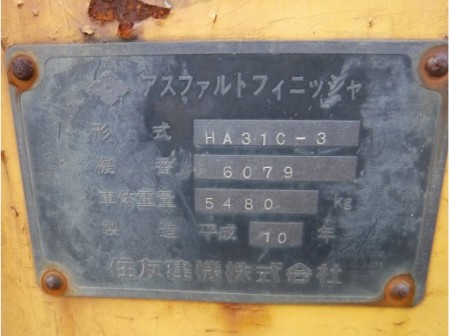 アスファルトフィニッシャ
形式 HA31C-3
機番 6079
車体重量 5480 kg
製造 平成 10 年
住友建機株式会社